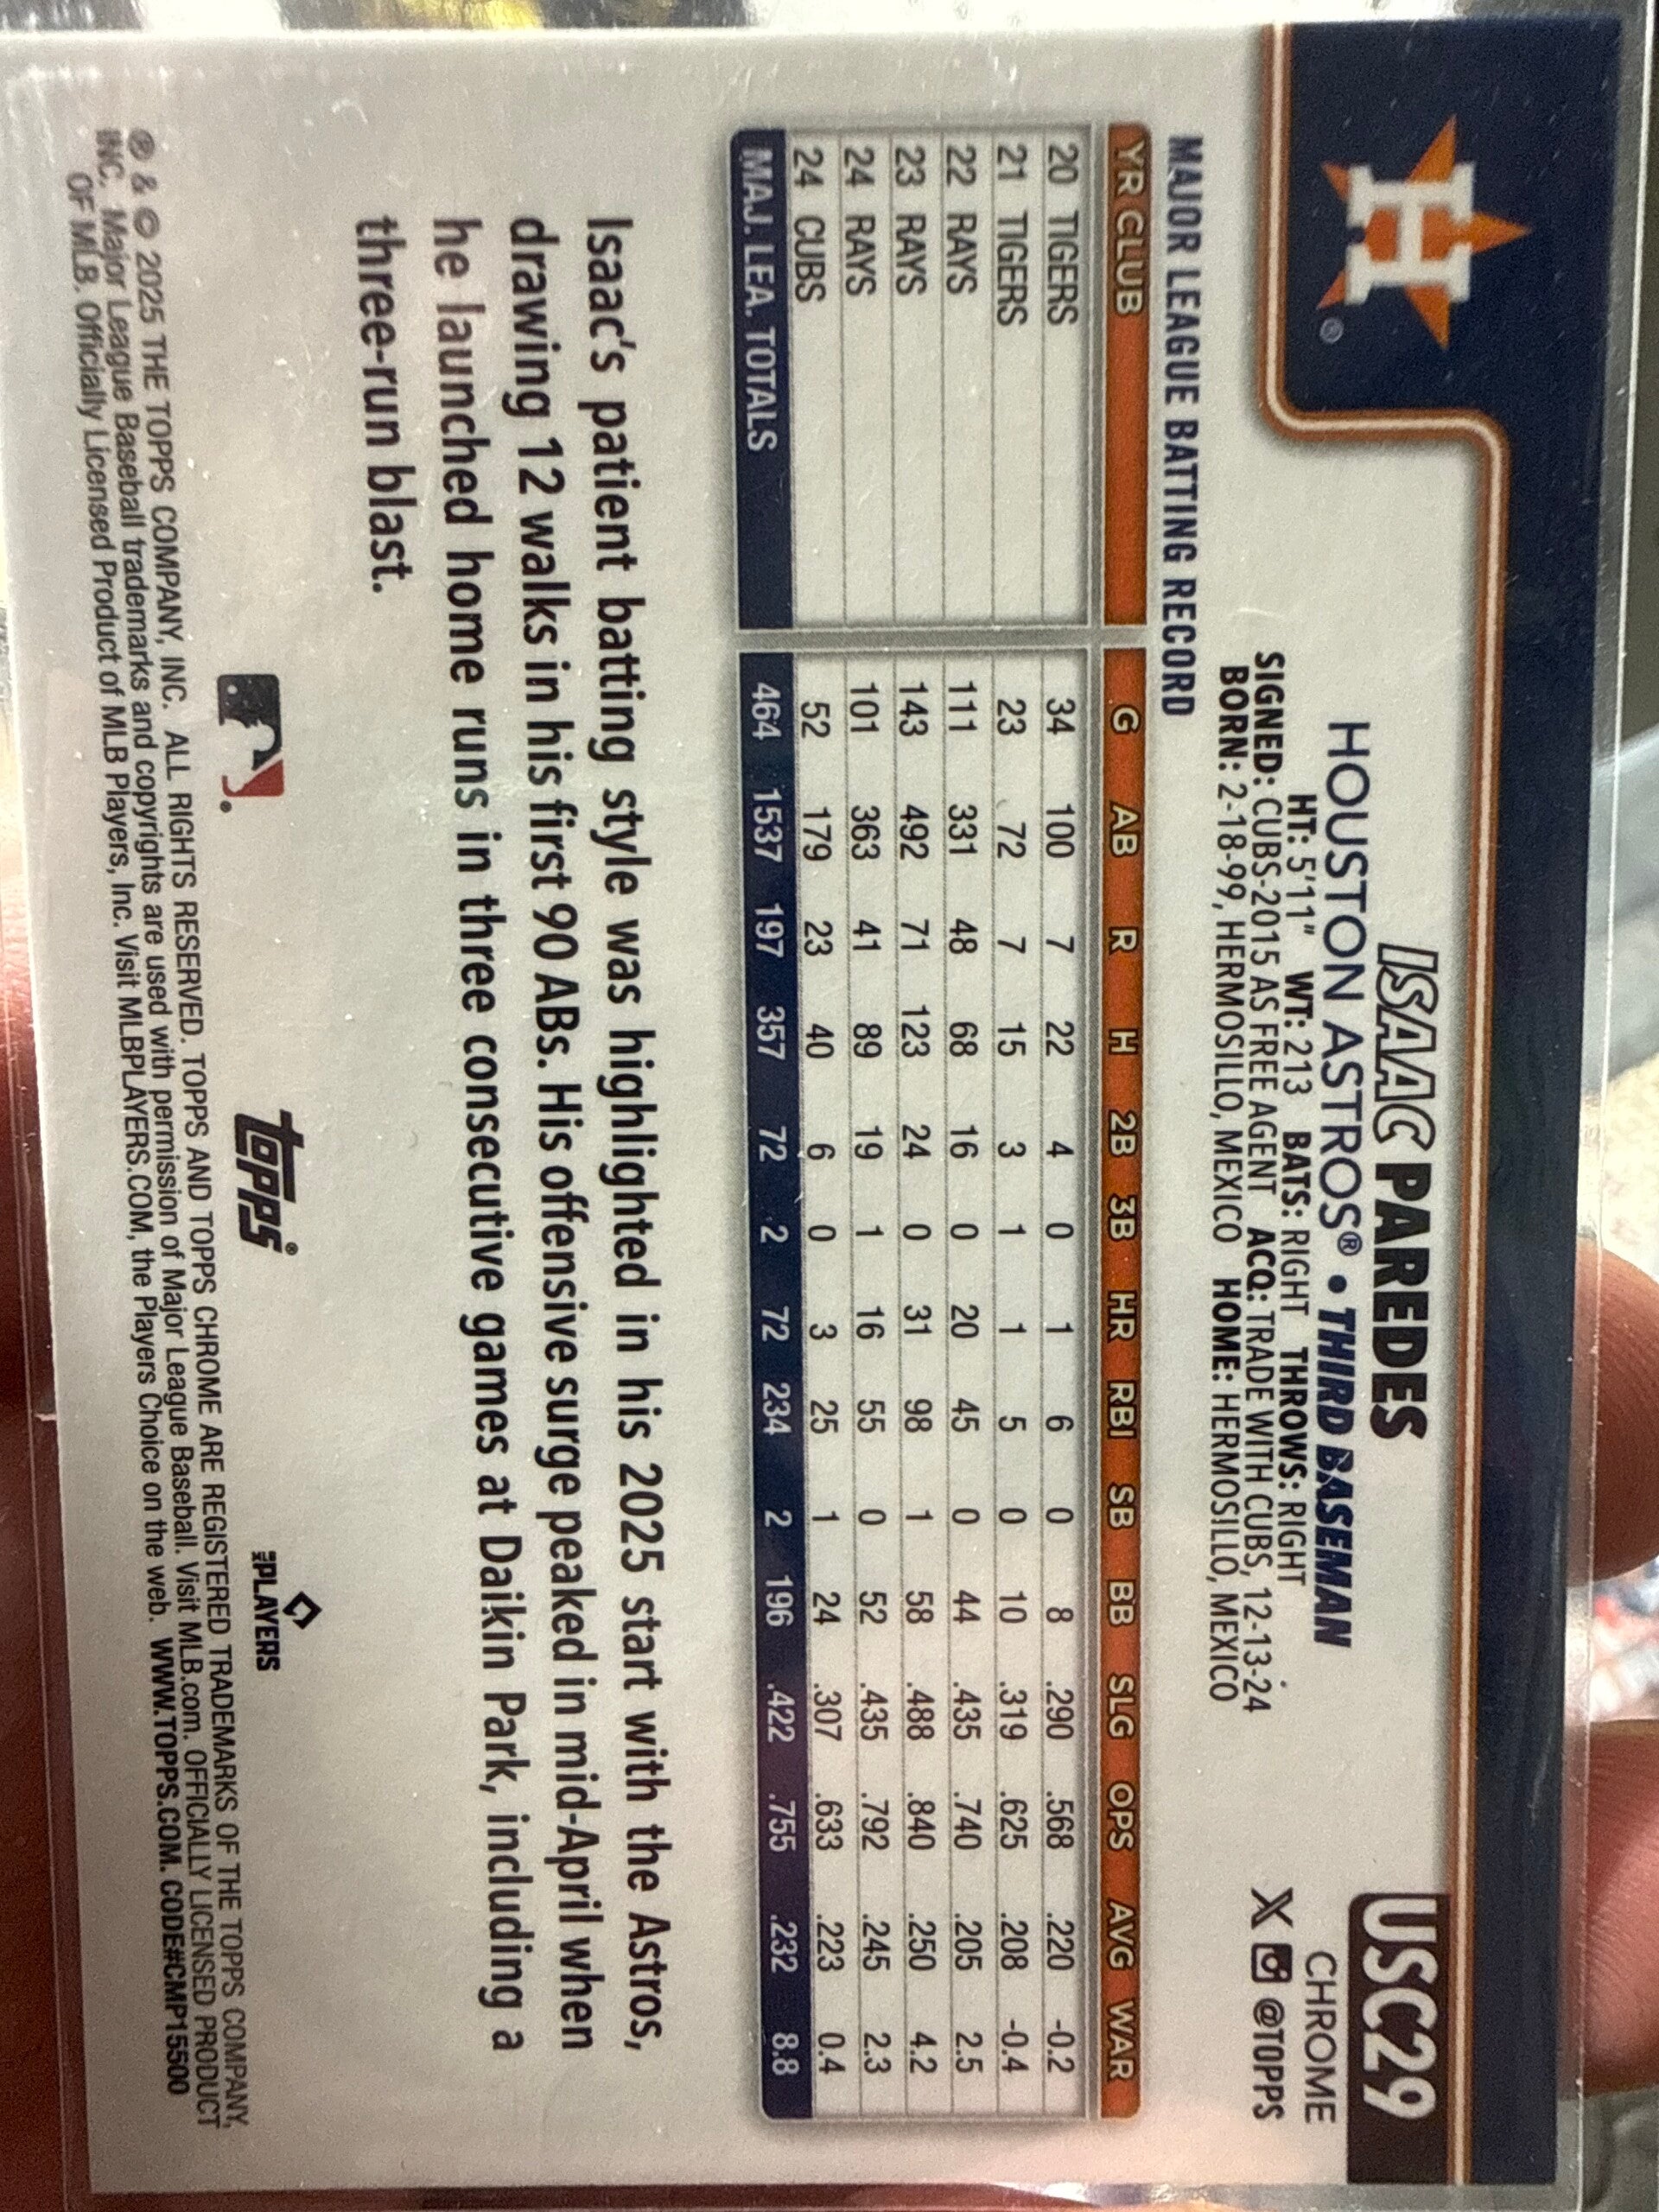 H®
USC29
CHROME
X @TOPPS
ISAAC PAREDES
HOUSTON ASTROS® • THIRD BASEMAN
HT: 5'11" WT: 213 BATS: RIGHT THROWS: RIGHT
SIGNED: CUBS-2015 AS FREE AGENT ACQ: TRADE WITH CUBS, 12-13-24
BORN: 2-18-99, HERMOSILLO, MEXICO HOME: HERMOSILLO, MEXICO
MAJOR LEAGUE BATTING RECORD
YR CLUB G AB R H 2B 3B HR RBI SB BB SLG OPS AVG WAR
20 TIGERS 34 100 7 22 4 0 1 6 0 8 .290 .568 .220 -0.2
21 TIGERS 23 72 7 15 3 1 1 5 0 10 .319 .625 .208 -0.4
22 RAYS 111 331 48 68 16 0 20 45 0 44 .435 .740 .205 2.5
23 RAYS 143 492 71 123 24 0 31 98 1 58 .488 .840 .250 4.2
24 RAYS 101 363 41 89 19 1 16 55 0 52 .435 .792 .245 2.3
24 CUBS 52 179 23 40 6 0 3 25 1 24 .307 .633 .223 0.4
MAJ. LEA. TOTALS 464 1537 197 357 72 2 72 234 2 196 .422 .755 .232 8.8
Isaac's patient batting style was highlighted in his 2025 start with the Astros,
drawing 12 walks in his first 90 ABs. His offensive surge peaked in mid-April when
he launched home runs in three consecutive games at Daikin Park, including a
three-run blast.
topps®
MLB PLAYERS
® & © 2025 THE TOPPS COMPANY, INC. ALL RIGHTS RESERVED. TOPPS AND TOPPS CHROME ARE REGISTERED TRADEMARKS OF THE TOPPS COMPANY,
INC. Major League Baseball trademarks and copyrights are used with permission of Major League Baseball. Visit MLB.com. OFFICIALLY LICENSED PRODUCT
OF MLB. Officially Licensed Product of MLB Players, Inc. Visit MLBPLAYERS.COM, the Players Choice on the web. WWW.TOPPS.COM. CODE#CMP15500